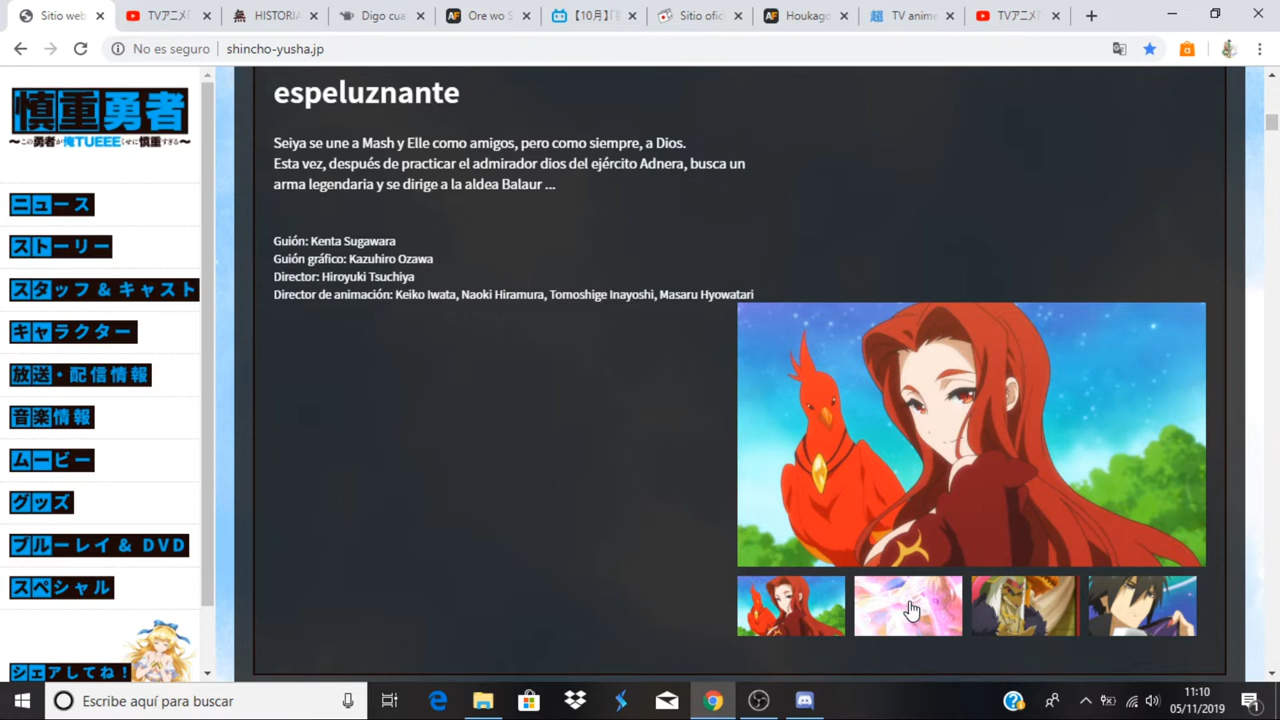 Sitio web
TVアニメ
HISTORIA
Digo cua
Ore wo S
【10月】
Sitio ofic
Houkago
TV anime
TVアニメ
No es seguro | shincho-yusha.jp
慎重勇者
〜この勇者が俺TUEEEくせに慎重すぎる〜
ニュース
ストーリー
スタッフ & キャスト
キャラクター
放送・配信情報
音楽情報
ムービー
グッズ
ブルーレイ & DVD
スペシャル
シェアしてね!
espeluznante
Seiya se une a Mash y Elle como amigos, pero como siempre, a Dios.
Esta vez, después de practicar el admirador dios del ejército Adnera, busca un
arma legendaria y se dirige a la aldea Balaur ...
Guión: Kenta Sugawara
Guión gráfico: Kazuhiro Ozawa
Director: Hiroyuki Tsuchiya
Director de animación: Keiko Iwata, Naoki Hiramura, Tomoshige Inayoshi, Masaru Hyowatari
Escribe aquí para buscar
11:10
05/11/2019